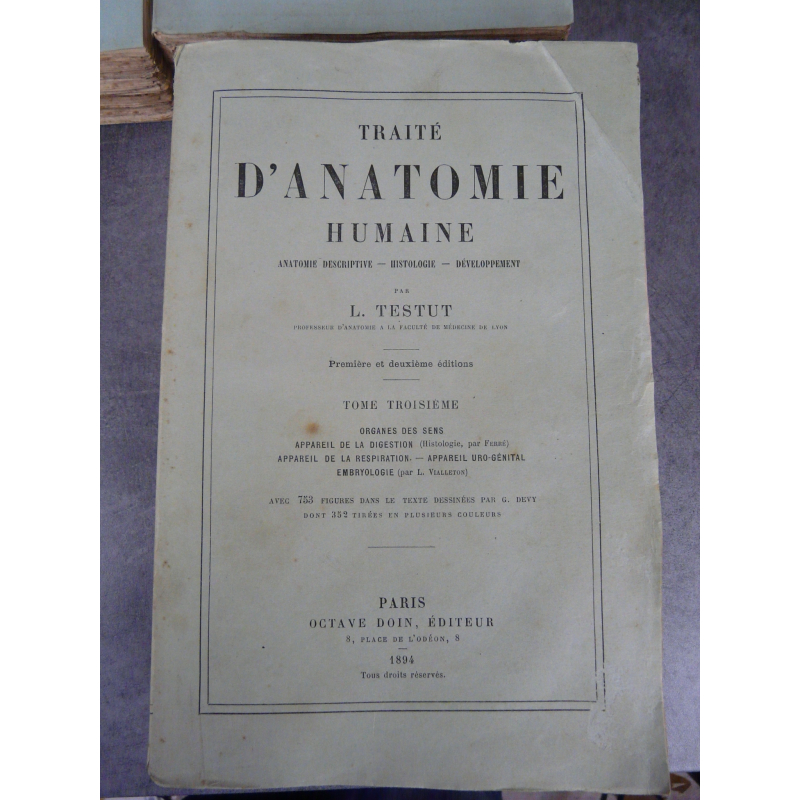 TRAITÉ
D'ANATOMIE
HUMAINE
ANATOMIE DESCRIPTIVE — HISTOLOGIE — DÉVELOPPEMENT
PAR
L. TESTUT
PROFESSEUR D'ANATOMIE A LA FACULTÉ DE MÉDECINE DE LYON
Première et deuxième éditions
TOME TROISIÈME
ORGANES DES SENS
APPAREIL DE LA DIGESTION (Histologie, par FERRÉ)
APPAREIL DE LA RESPIRATION. — APPAREIL URO-GÉNITAL
EMBRYOLOGIE (par L. VIALLETON)
AVEC 753 FIGURES DANS LE TEXTE DESSINÉES PAR G. DEVY
DONT 352 TIRÉES EN PLUSIEURS COULEURS
PARIS
OCTAVE DOIN, ÉDITEUR
8, PLACE DE L'ODÉON, 8
1894
Tous droits réservés.